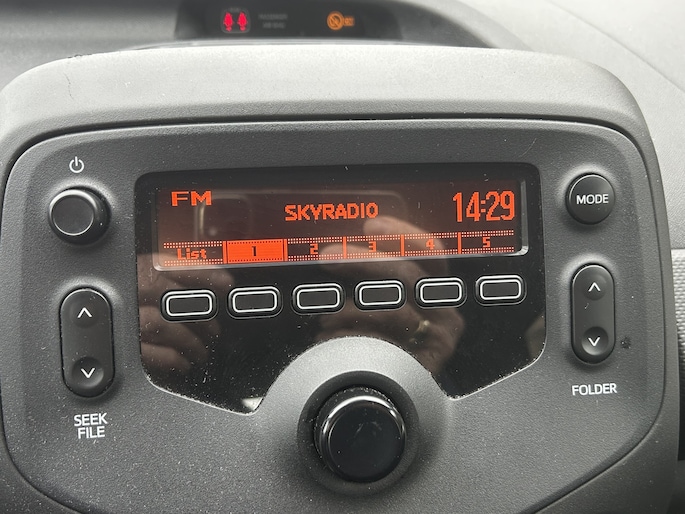 FM
SKYRADIO
14:29
List 1 2 3 4 5
MODE
SEEK
FILE
FOLDER